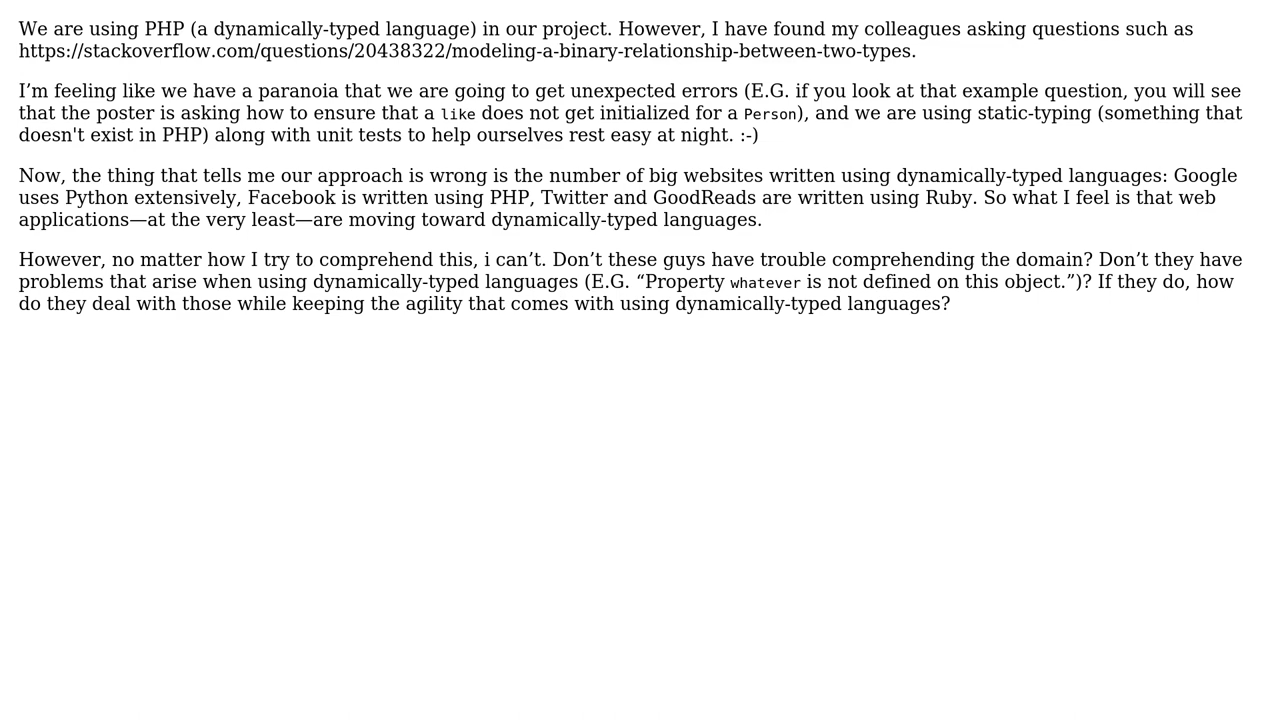 We are using PHP (a dynamically-typed language) in our project. However, I have found my colleagues asking questions such as
https://stackoverflow.com/questions/20438322/modeling-a-binary-relationship-between-two-types.
I’m feeling like we have a paranoia that we are going to get unexpected errors (E.G. if you look at that example question, you will see
that the poster is asking how to ensure that a like does not get initialized for a Person), and we are using static-typing (something that
doesn't exist in PHP) along with unit tests to help ourselves rest easy at night. :-)
Now, the thing that tells me our approach is wrong is the number of big websites written using dynamically-typed languages: Google
uses Python extensively, Facebook is written using PHP, Twitter and GoodReads are written using Ruby. So what I feel is that web
applications—at the very least—are moving toward dynamically-typed languages.
However, no matter how I try to comprehend this, i can’t. Don’t these guys have trouble comprehending the domain? Don’t they have
problems that arise when using dynamically-typed languages (E.G. “Property whatever is not defined on this object.”)? If they do, how
do they deal with those while keeping the agility that comes with using dynamically-typed languages?